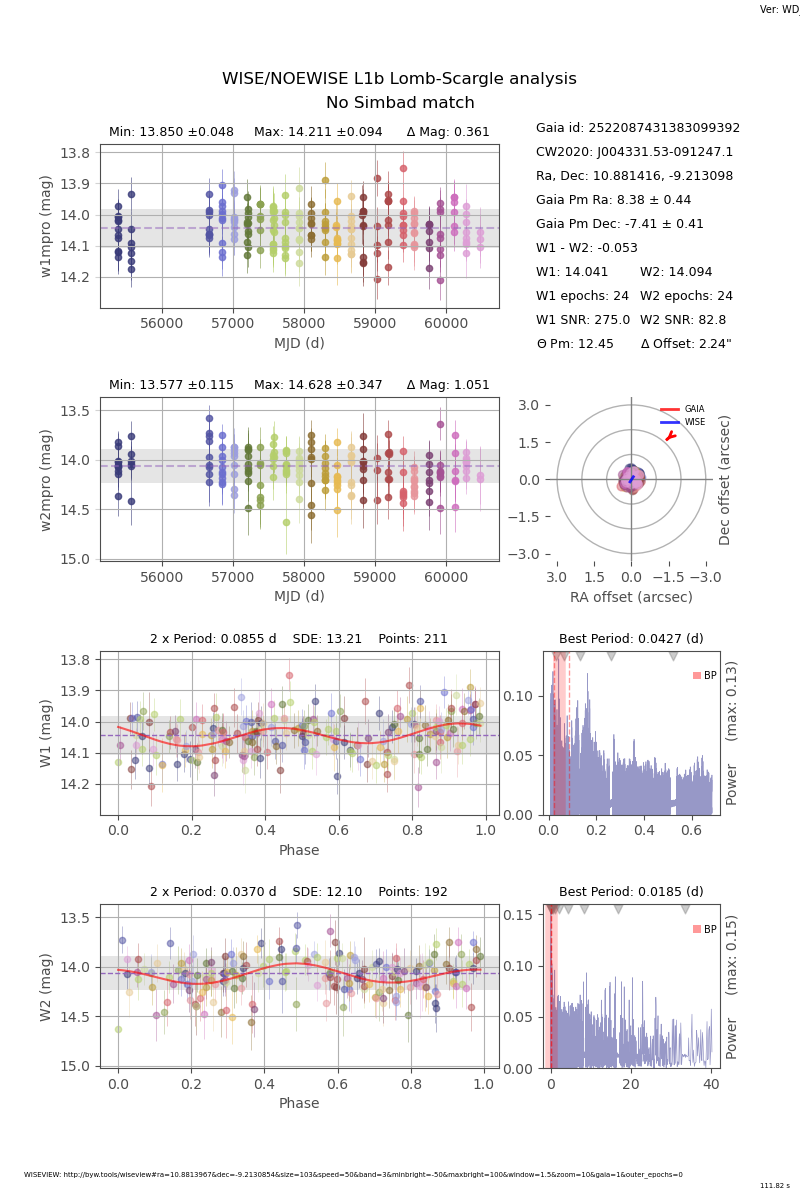 Ver: WD_
WISE/NOEWISE L1b Lomb-Scargle analysis
No Simbad match
Min: 13.850 ±0.048 Max: 14.211 ±0.094 Δ Mag: 0.361
13.8
13.9
14.0
14.1
14.2
w1mpro (mag)
56000 57000 58000 59000 60000
MJD (d)
Gaia id: 2522087431383099392
CW2020: J004331.53-091247.1
Ra, Dec: 10.881416, -9.213098
Gaia Pm Ra: 8.38 ± 0.44
Gaia Pm Dec: -7.41 ± 0.41
W1 - W2: -0.053
W1: 14.041 W2: 14.094
W1 epochs: 24 W2 epochs: 24
W1 SNR: 275.0 W2 SNR: 82.8
Θ Pm: 12.45 Δ Offset: 2.24"
Min: 13.577 ±0.115 Max: 14.628 ±0.347 Δ Mag: 1.051
13.5
14.0
14.5
15.0
w2mpro (mag)
56000 57000 58000 59000 60000
MJD (d)
GAIA
WISE
3.0
1.5
0.0
−1.5
−3.0
3.0 1.5 0.0 −1.5 −3.0
RA offset (arcsec)
Dec offset (arcsec)
2 x Period: 0.0855 d SDE: 13.21 Points: 211
13.8
13.9
14.0
14.1
14.2
W1 (mag)
0.0 0.2 0.4 0.6 0.8 1.0
Phase
Best Period: 0.0427 (d)
BP
0.10
0.05
0.00
0.0 0.2 0.4 0.6
Power (max: 0.13)
2 x Period: 0.0370 d SDE: 12.10 Points: 192
13.5
14.0
14.5
15.0
W2 (mag)
0.0 0.2 0.4 0.6 0.8 1.0
Phase
Best Period: 0.0185 (d)
BP
0.15
0.10
0.05
0.00
0 20 40
Power (max: 0.15)
WISEVIEW: http://byw.tools/wiseview#ra=10.8813967&dec=-9.2130854&size=103&speed=50&band=3&minbright=-50&maxbright=100&window=1.5&zoom=10&gaia=1&outer_epochs=0
111.82 s